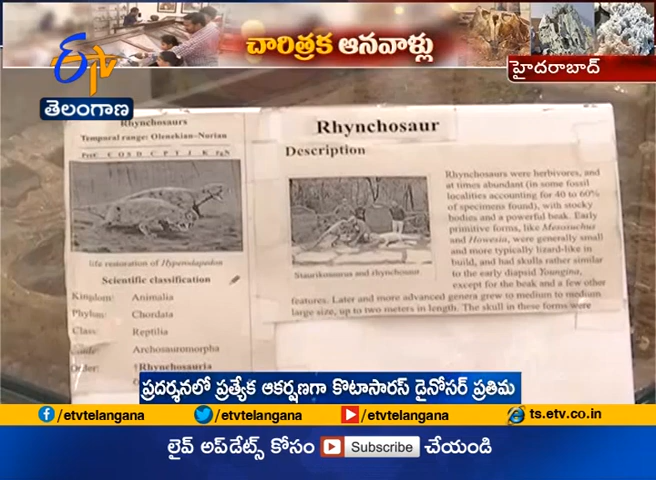 ETV
తెలంగాణ
చారిత్రక ఆనవాళ్లు
హైదరాబాద్
Rhynchosaurs
Temporal range: Olenekian–Norian
PreЄ Є O S D C P T J K PgN
life restoration of Hyperodapedon
Scientific classification
Kingdom: Animalia
Phylum: Chordata
Class: Reptilia
Archosauromorpha
Order: †Rhynchosauria
Rhynchosaur
Description
Staurikosaurus and rhynchosaur
Rhynchosaurs were herbivores, and
at times abundant (in some fossil
localities accounting for 40 to 60%
of specimens found), with stocky
bodies and a powerful beak. Early
primitive forms, like Mesosuchus
and Howesia, were generally small
and more typically lizard-like in
build, and had skulls rather similar
to the early diapsid Youngina,
except for the beak and a few other
features. Later and more advanced genera grew to medium to medium
large size, up to two meters in length. The skull in these forms were
ప్రదర్శనలో ప్రత్యేక ఆకర్షణగా కొటాసారస్ డైనోసర్ ప్రతిమ
/etvtelangana
/etvtelangana
/etvtelangana
ts.etv.co.in
లైవ్ అప్‌డేట్స్ కోసం Subscribe చేయండి